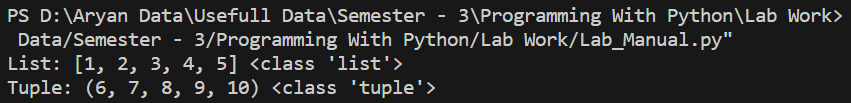 PS D:\Aryan Data\Usefull Data\Semester - 3\Programming With Python\Lab Work>
Data/Semester - 3/Programming With Python/Lab Work/Lab_Manual.py"
List: [1, 2, 3, 4, 5] <class 'list'>
Tuple: (6, 7, 8, 9, 10) <class 'tuple'>